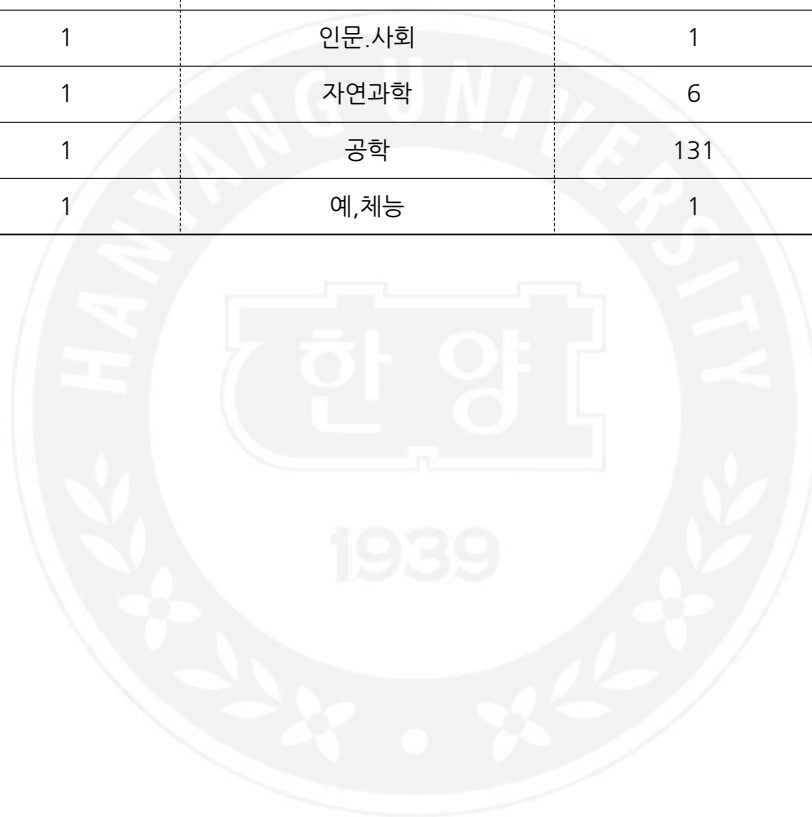 1 인문.사회 1
1 자연과학 6
1 공학 131
1 예,체능 1
HANYANG UNIVERSITY
한양
1939